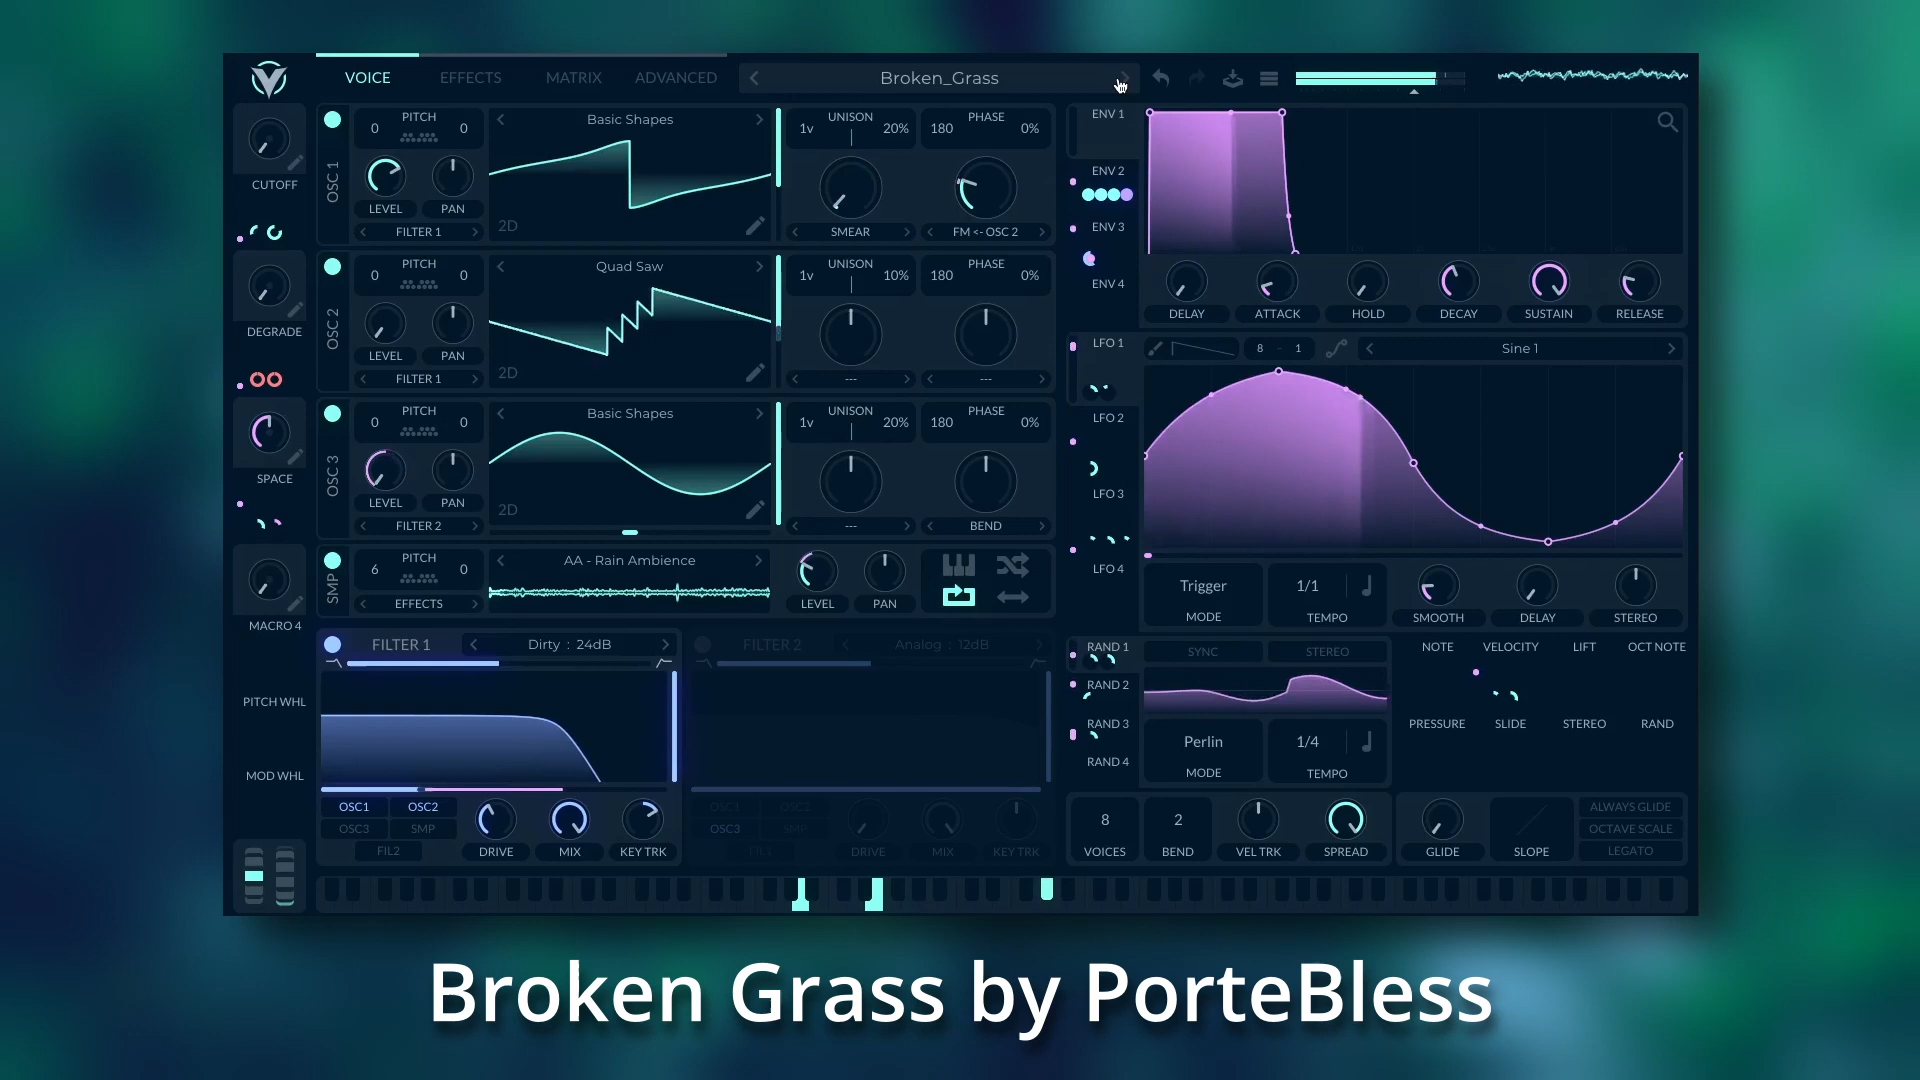 VOICE EFFECTS MATRIX ADVANCED Broken_Grass
CUTOFF
DEGRADE
SPACE
MACRO 4
PITCH WHL
MOD WHL
OSC 1
PITCH
0 0
LEVEL PAN
FILTER 1
Basic Shapes
2D
UNISON
1v 20%
PHASE
180 0%
SMEAR
FM <- OSC 2
OSC 2
PITCH
0 0
LEVEL PAN
FILTER 1
Quad Saw
2D
UNISON
1v 10%
PHASE
180 0%
---
---
OSC 3
PITCH
0 0
LEVEL PAN
FILTER 2
Basic Shapes
2D
UNISON
1v 20%
PHASE
180 0%
---
BEND
SMP
PITCH
6 0
EFFECTS
AA - Rain Ambience
LEVEL PAN
FILTER 1 Dirty : 24dB
OSC1 OSC2
OSC3 SMP
FIL2
DRIVE MIX KEY TRK
FILTER 2 Analog : 12dB
OSC1 OSC2
OSC3 SMP
FIL1
DRIVE MIX KEY TRK
ENV 1
ENV 2
ENV 3
ENV 4
DELAY ATTACK HOLD DECAY SUSTAIN RELEASE
LFO 1
LFO 2
LFO 3
LFO 4
8 - 1
Sine 1
Trigger
MODE
1/1
TEMPO
SMOOTH DELAY STEREO
RAND 1
RAND 2
RAND 3
RAND 4
SYNC STEREO
Perlin
MODE
1/4
TEMPO
NOTE VELOCITY LIFT OCT NOTE
PRESSURE SLIDE STEREO RAND
8
VOICES
2
BEND
VEL TRK SPREAD
GLIDE SLOPE
ALWAYS GLIDE
OCTAVE SCALE
LEGATO
Broken Grass by PorteBless